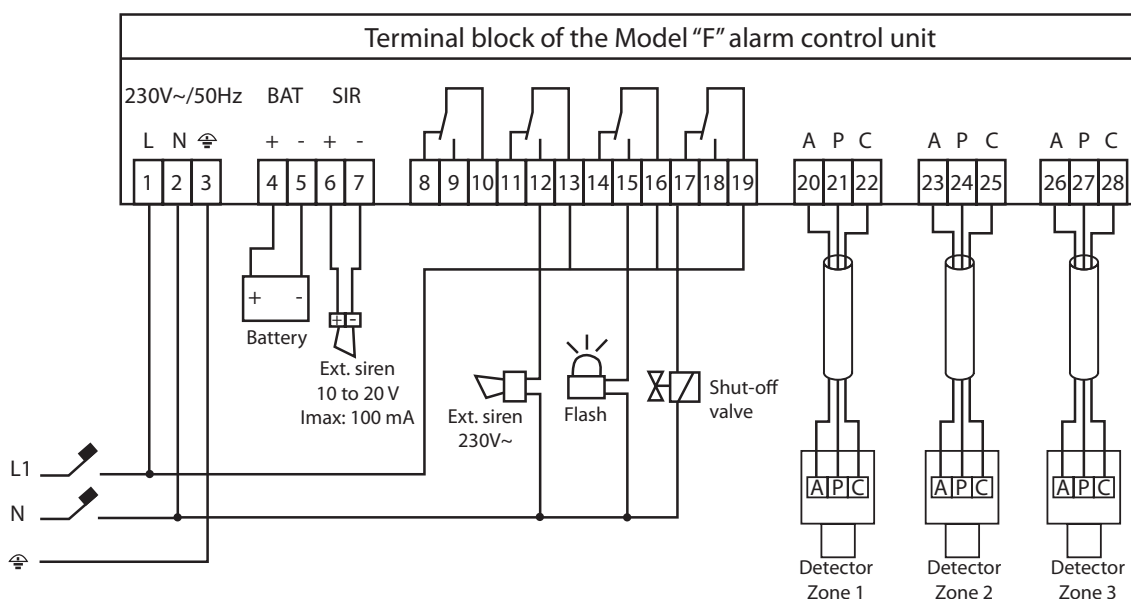 Terminal block of the Model “F” alarm control unit
230V~/50Hz BAT SIR
L N + - + - A P C A P C A P C
1 2 3 4 5 6 7 8 9 10 11 12 13 14 15 16 17 18 19 20 21 22 23 24 25 26 27 28
+ -
Battery
+ -
Ext. siren
10 to 20 V
Imax: 100 mA
Ext. siren
230V~
Flash
Shut-off
valve
L1
N
A P C A P C A P C
Detector
Zone 1
Detector
Zone 2
Detector
Zone 3